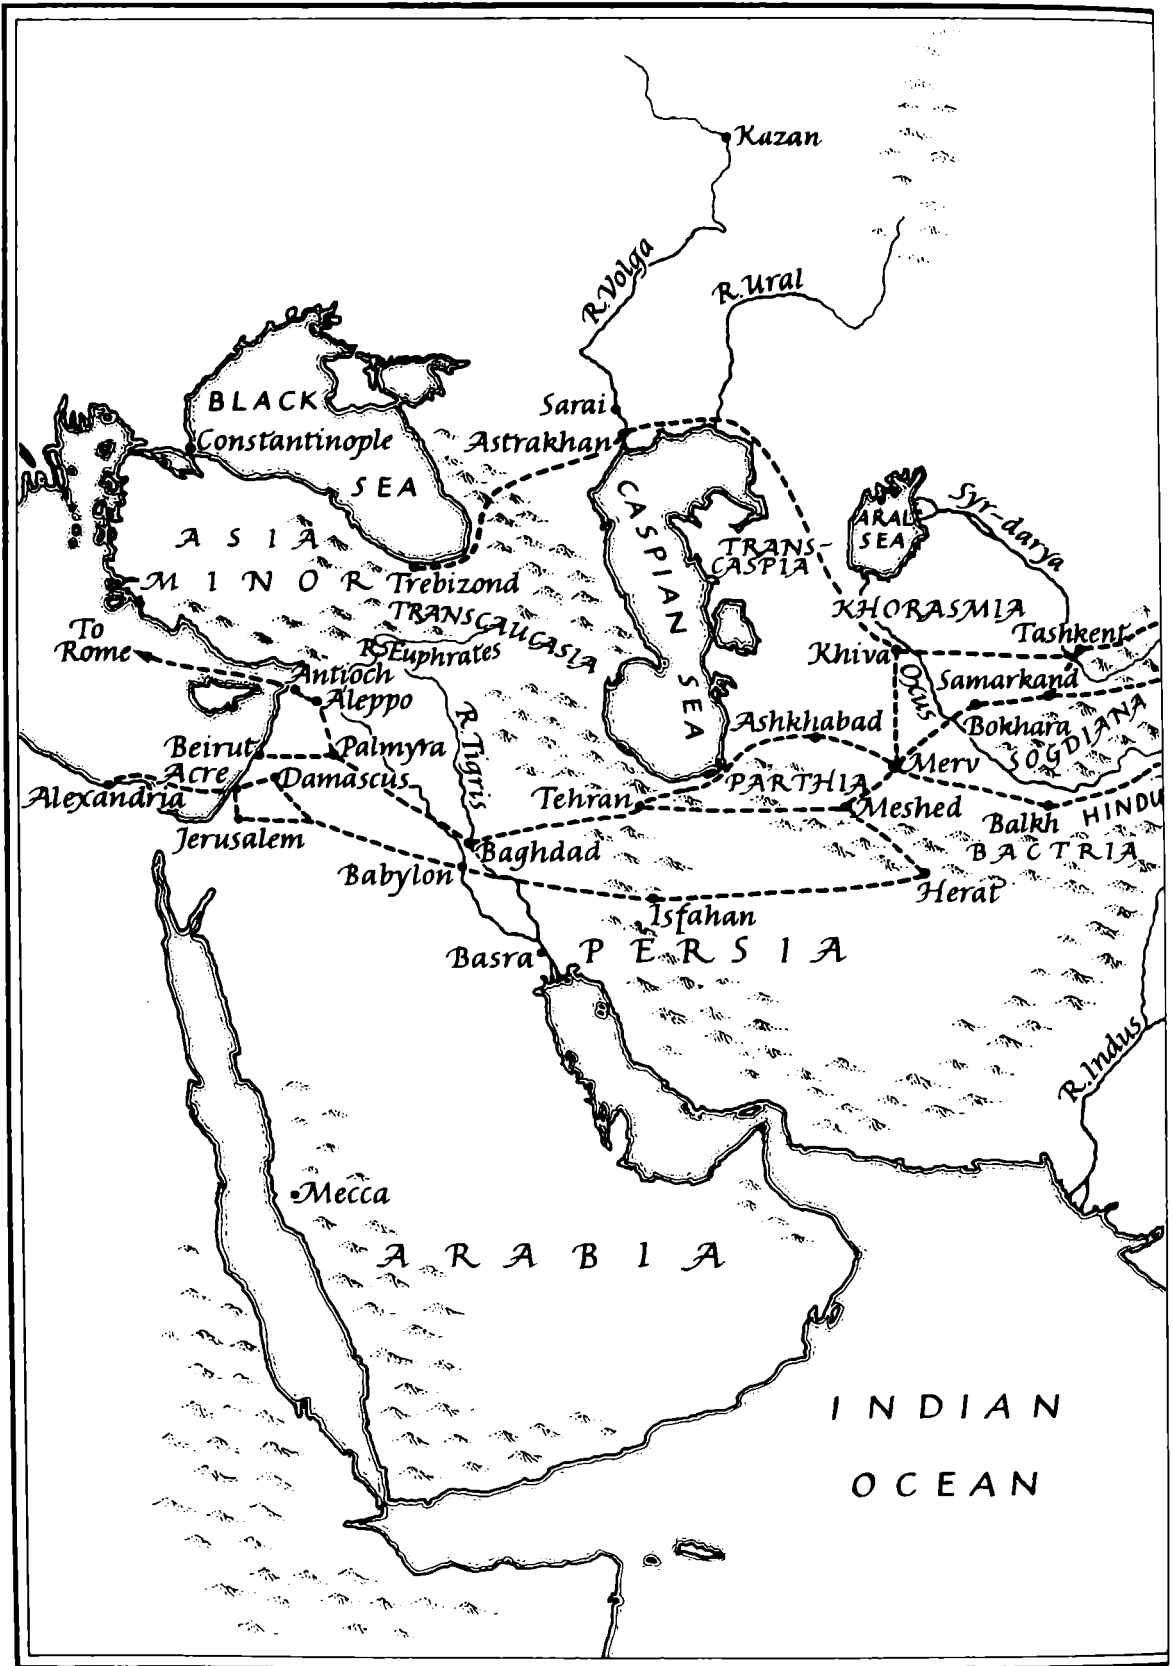 Kazan
R.Volga
R.Ural
BLACK
SEA
Constantinople
Sarai
Astrakhan
CASPIAN SEA
ARAL
SEA
Syr-darya
ASIA
MINOR
Trebizond
TRANSCAUCASIA
TRANS-
CASPIA
KHORASMIA
Tashkent
To
Rome
RS
Euphrates
Khiva
Oxus
Samarkand
Antioch
Aleppo
R.Tigris
Ashkhabad
Bokhara
SOGDIANA
Beirut
Palmyra
Merv
Acre
Damascus
PARTHIA
Alexandria
Tehran
Meshed
Balkh
HINDU
Jerusalem
Baghdad
BACTRIA
Babylon
Herat
Isfahan
Basra
PERSIA
R.Indus
Mecca
ARABIA
INDIAN
OCEAN